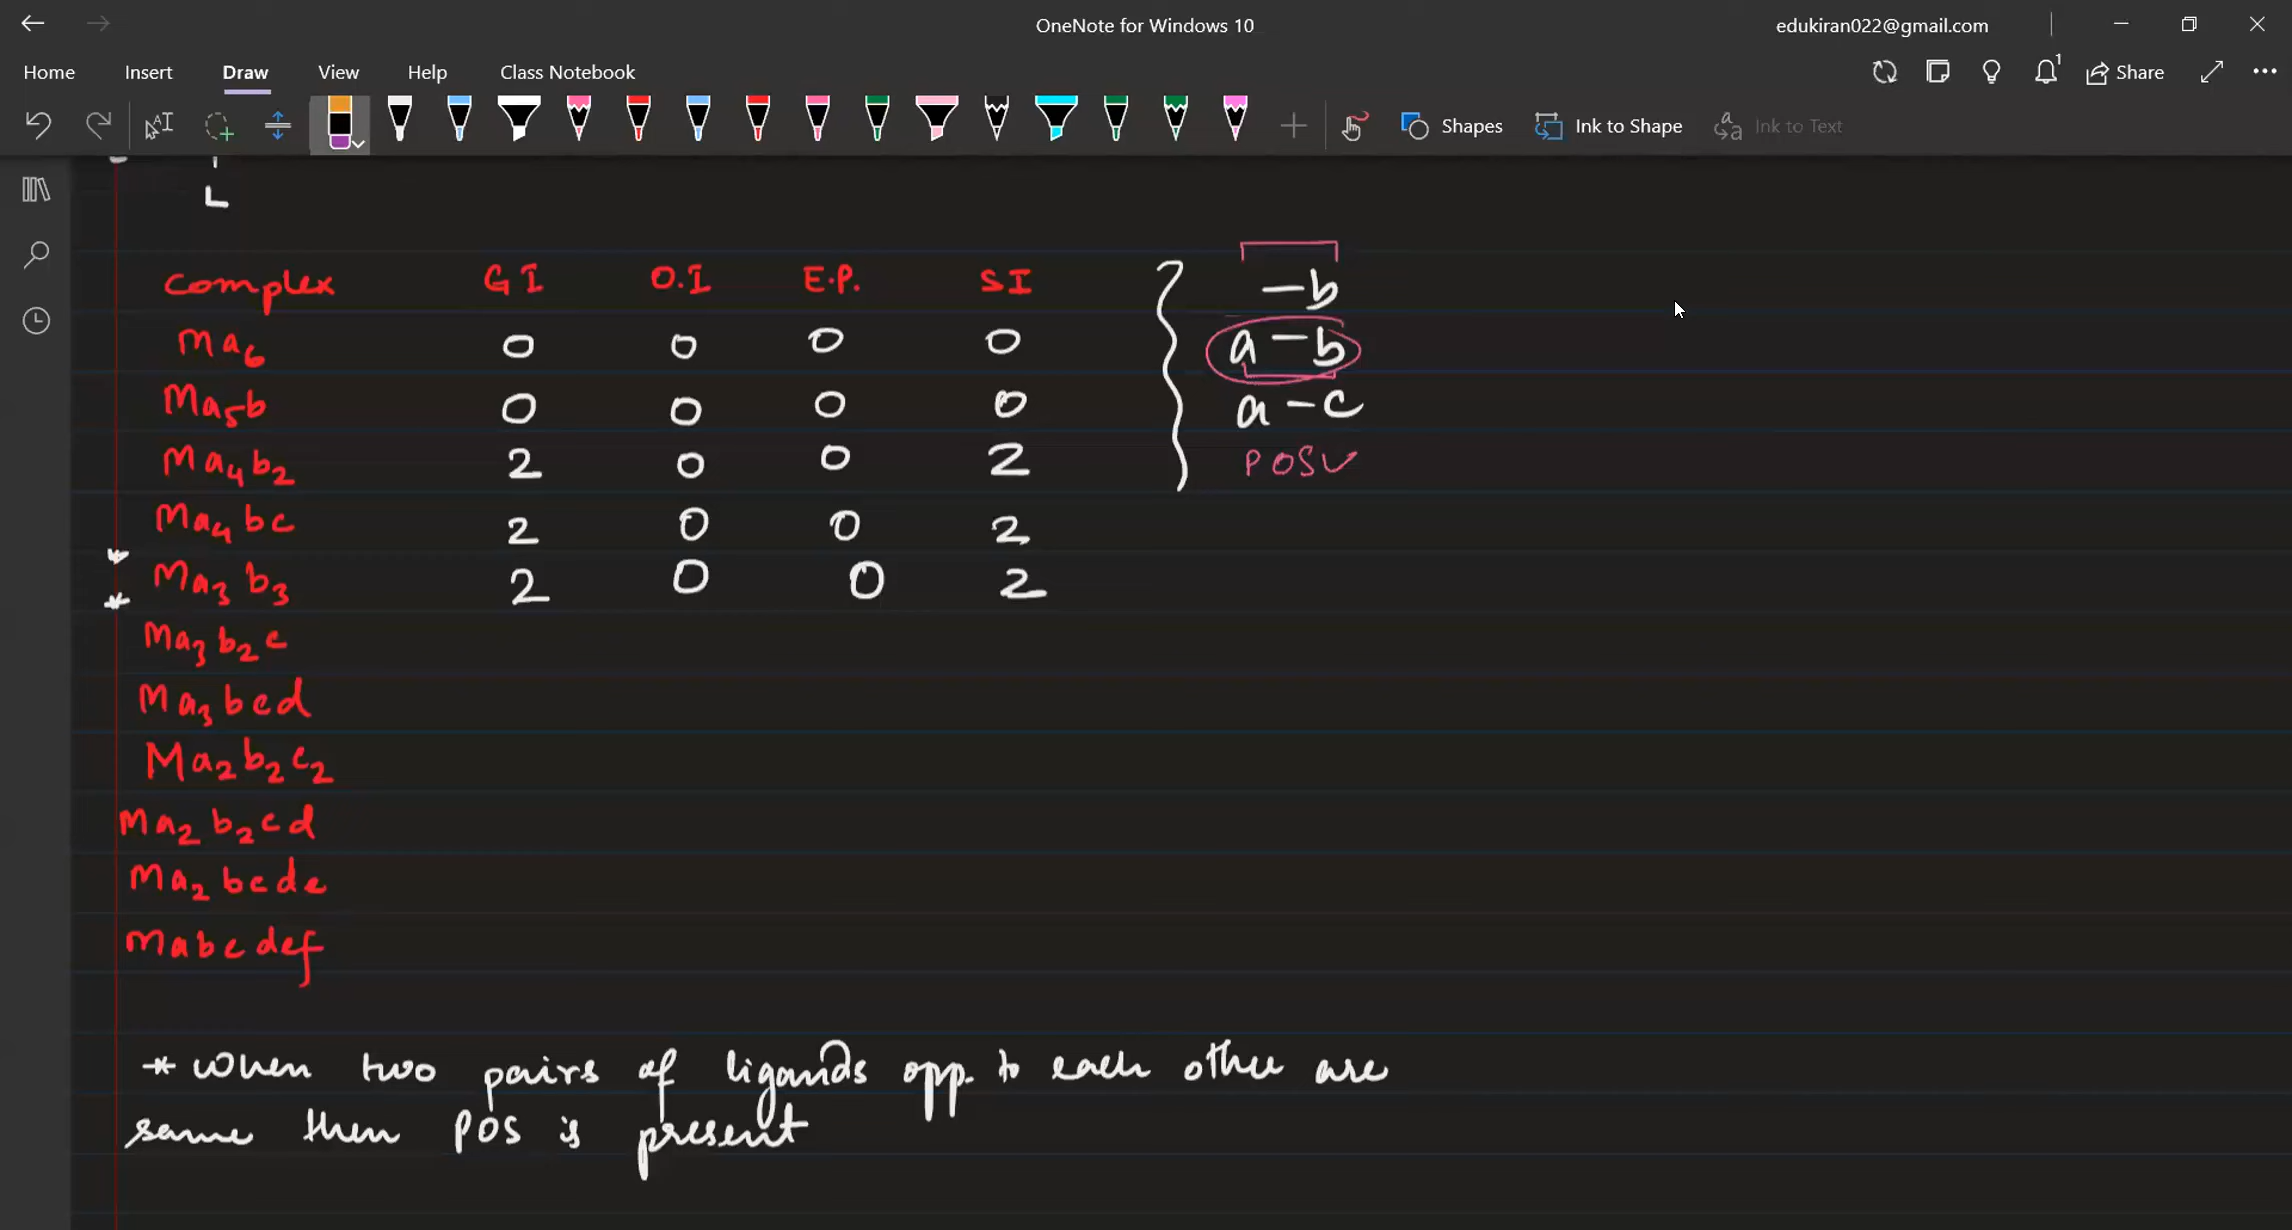 OneNote for Windows 10
edukiran022@gmail.com
Home Insert Draw View Help Class Notebook
Share
Shapes Ink to Shape Ink to Text
L
Complex GI O.I E.P. SI
Ma6 0 0 0 0
Ma5b 0 0 0 0
Ma4b2 2 0 0 2
Ma4bc 2 0 0 2
* Ma3b3 2 0 0 2
*
Ma3b2c
Ma3bcd
Ma2b2c2
Ma2b2cd
Ma2bcde
Mabcdef
-b
a-b
a-c
POS✓
* When two pairs of ligands opp. to each other are
same then POS is present